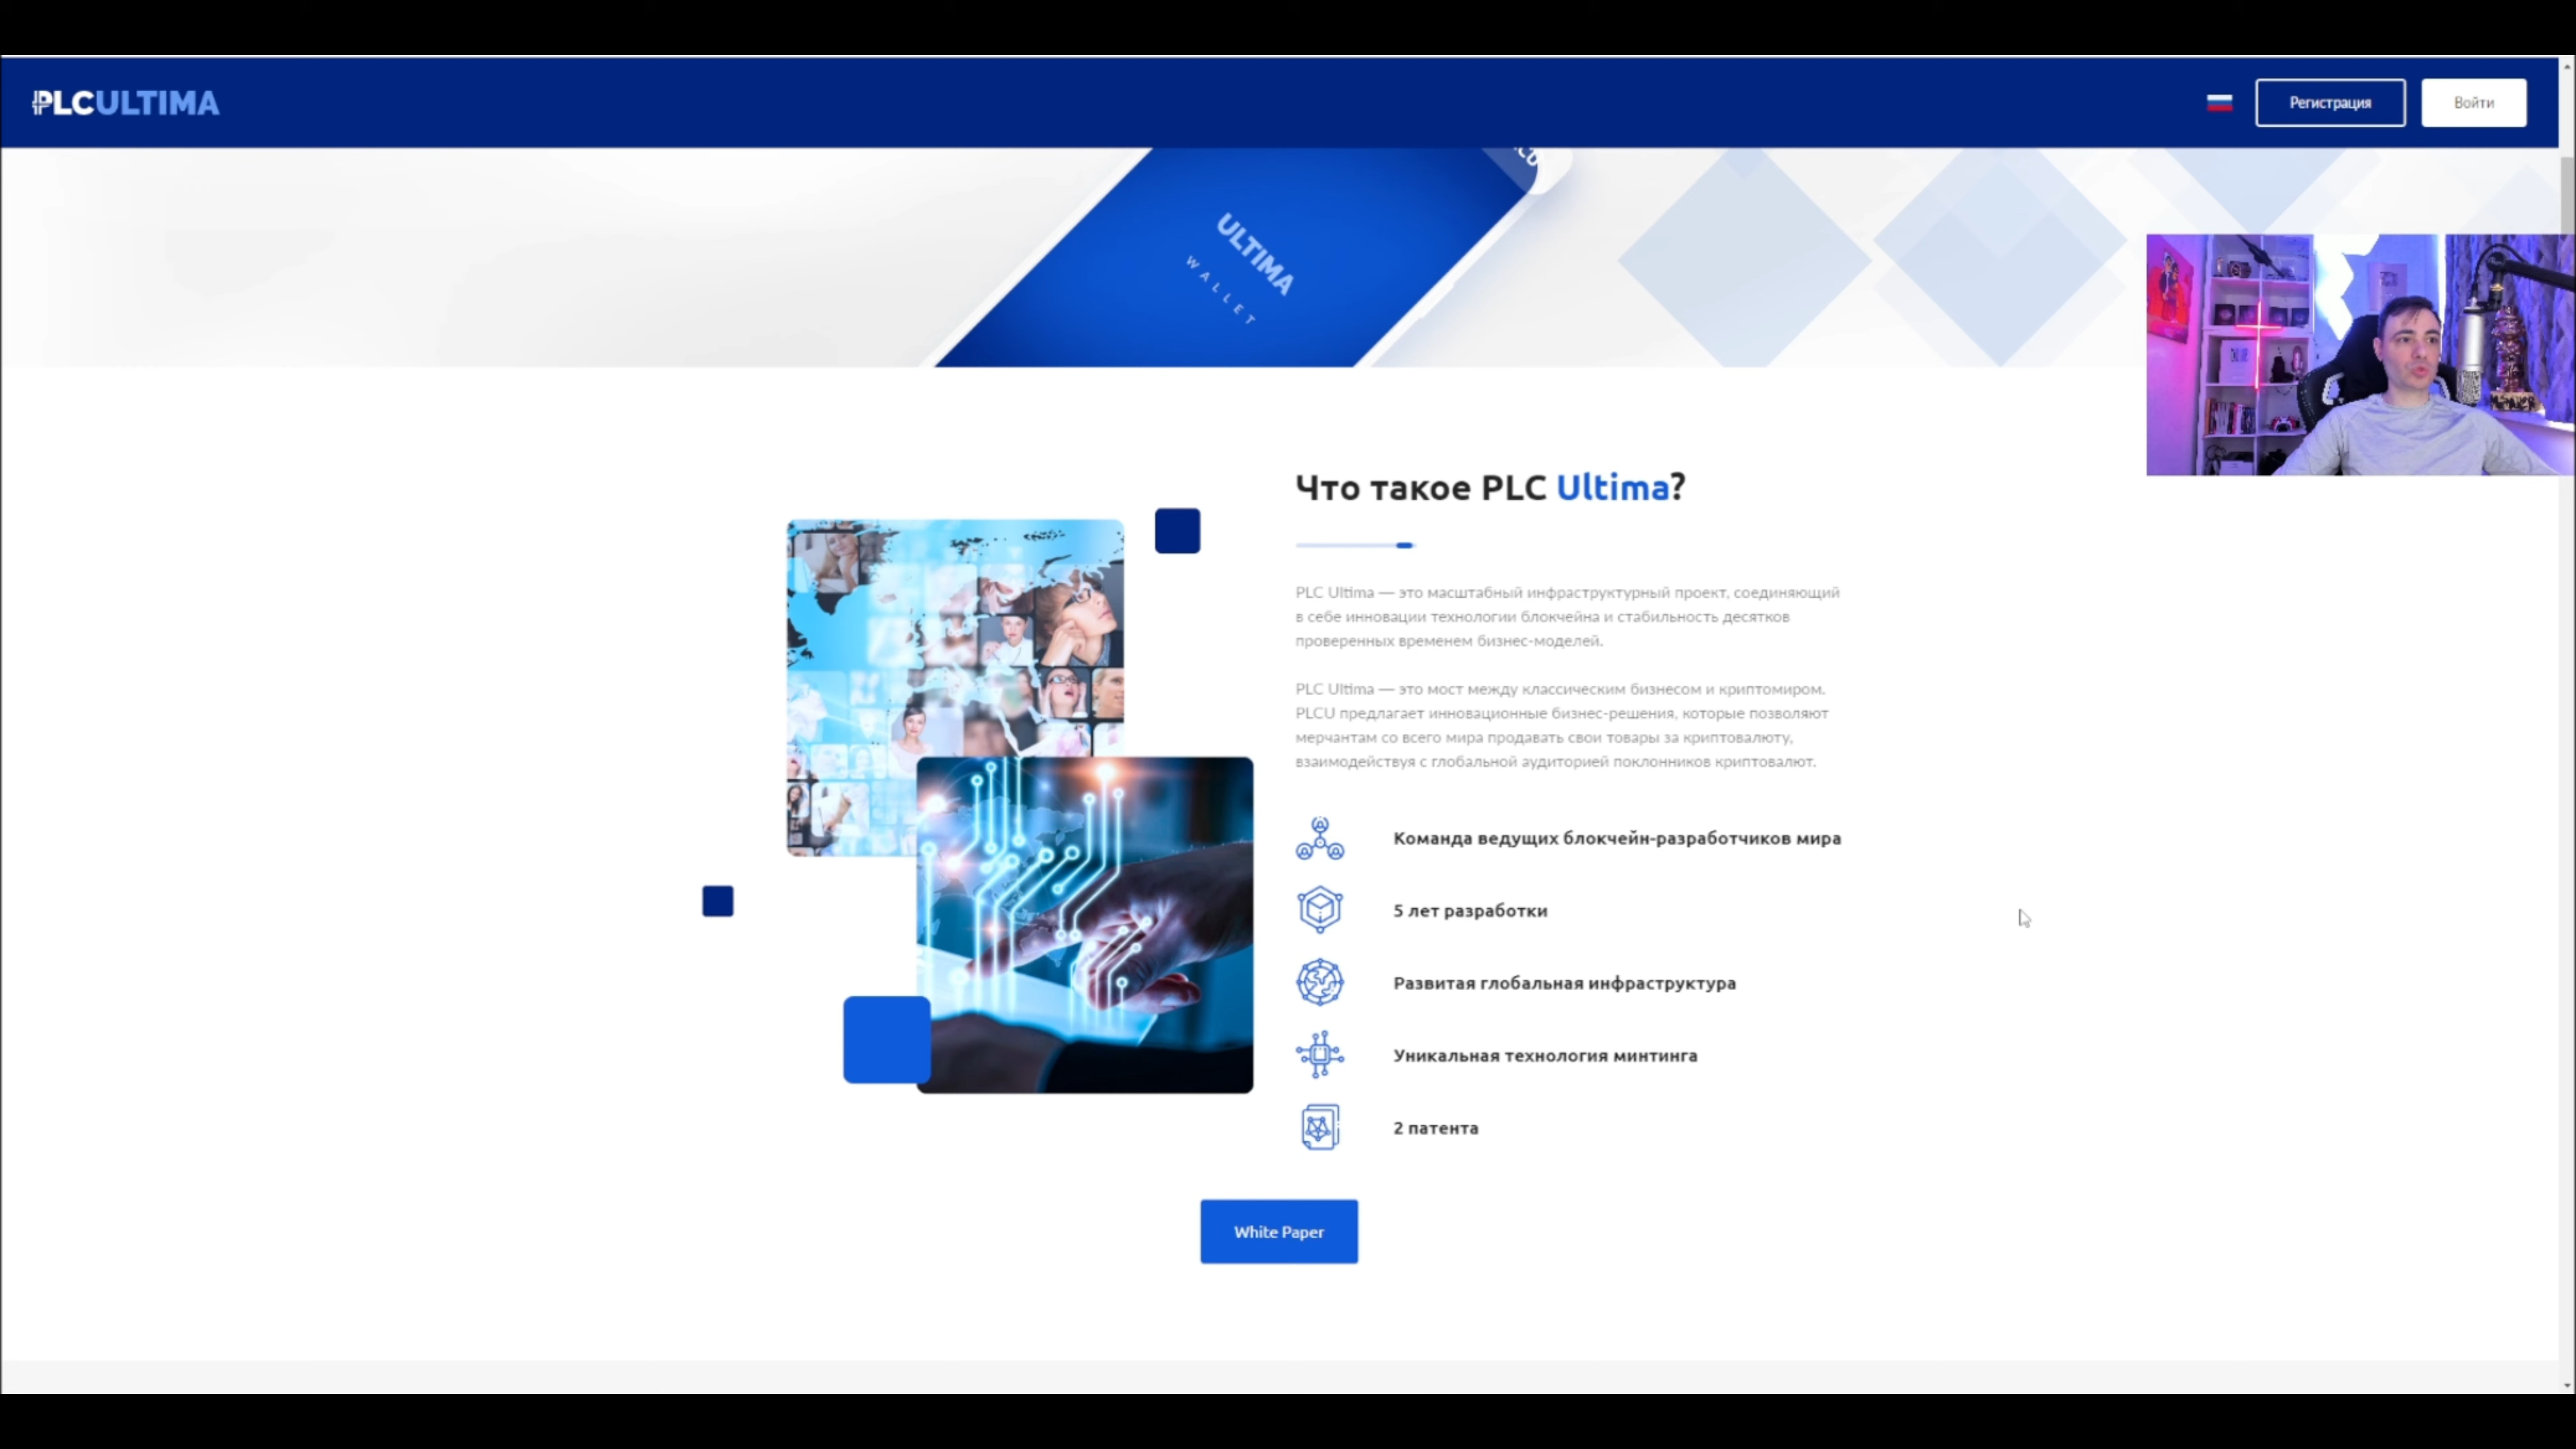 PLCULTIMA
Регистрация
Войти
ULTIMA
WALLET
Что такое PLC Ultima?
PLC Ultima — это масштабный инфраструктурный проект, соединяющий
в себе инновации технологии блокчейна и стабильность десятков
проверенных временем бизнес-моделей.
PLC Ultima — это мост между классическим бизнесом и криптомиром.
PLCU предлагает инновационные бизнес-решения, которые позволяют
мерчантам со всего мира продавать свои товары за криптовалюту,
взаимодействуя с глобальной аудиторией поклонников криптовалют.
Команда ведущих блокчейн-разработчиков мира
5 лет разработки
Развитая глобальная инфраструктура
Уникальная технология минтинга
2 патента
White Paper